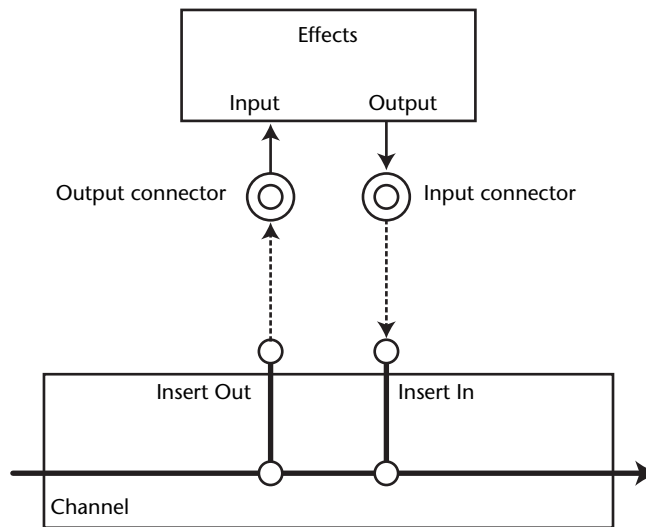 Effects
Input Output
Output connector Input connector
Insert Out Insert In
Channel